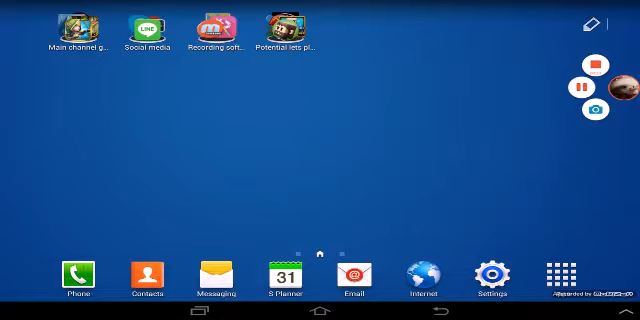 Main channel g...
Social media
Recording soft...
Potential lets pl...
LINE
31
@
Phone
Contacts
Messaging
S Planner
Email
Internet
Settings